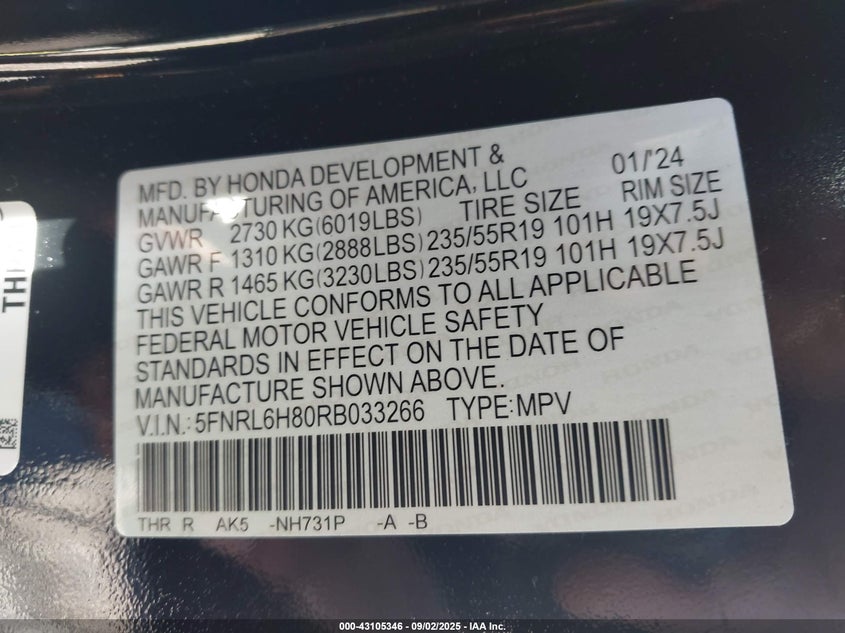 MFD. BY HONDA DEVELOPMENT & 01/'24
MANUFACTURING OF AMERICA, LLC
TIRE SIZE RIM SIZE
GVWR 2730 KG(6019LBS)
GAWR F 1310 KG(2888LBS) 235/55R19 101H 19X7.5J
GAWR R 1465 KG(3230LBS) 235/55R19 101H 19X7.5J
THIS VEHICLE CONFORMS TO ALL APPLICABLE
FEDERAL MOTOR VEHICLE SAFETY
STANDARDS IN EFFECT ON THE DATE OF
MANUFACTURE SHOWN ABOVE.
V.I.N.: 5FNRL6H80RB033266 TYPE:MPV
THR R AK5 -NH731P -A -B
000-43105346 - 09/02/2025 - IAA Inc.